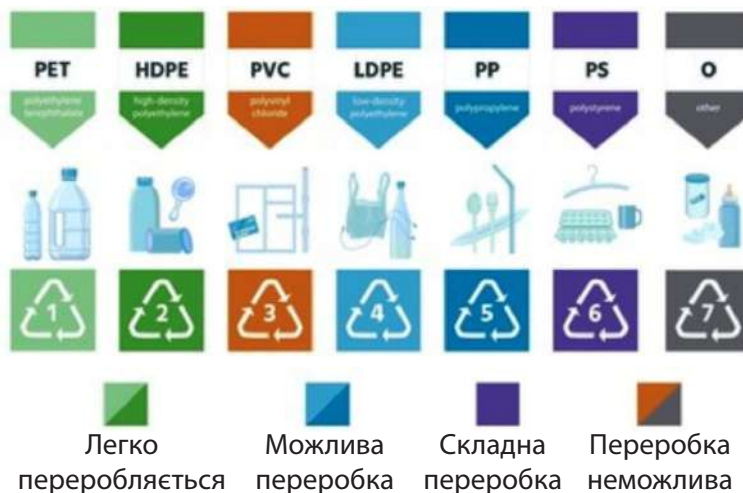 PET HDPE PVC LDPE PP PS O
polyethylene high-density polyvinyl low-density polypropylene polystyrene other
terephthalate polyethylene chloride polyethylene
1 2 3 4 5 6 7
Легко Можлива Складна Переробка
переробляється переробка переробка неможлива